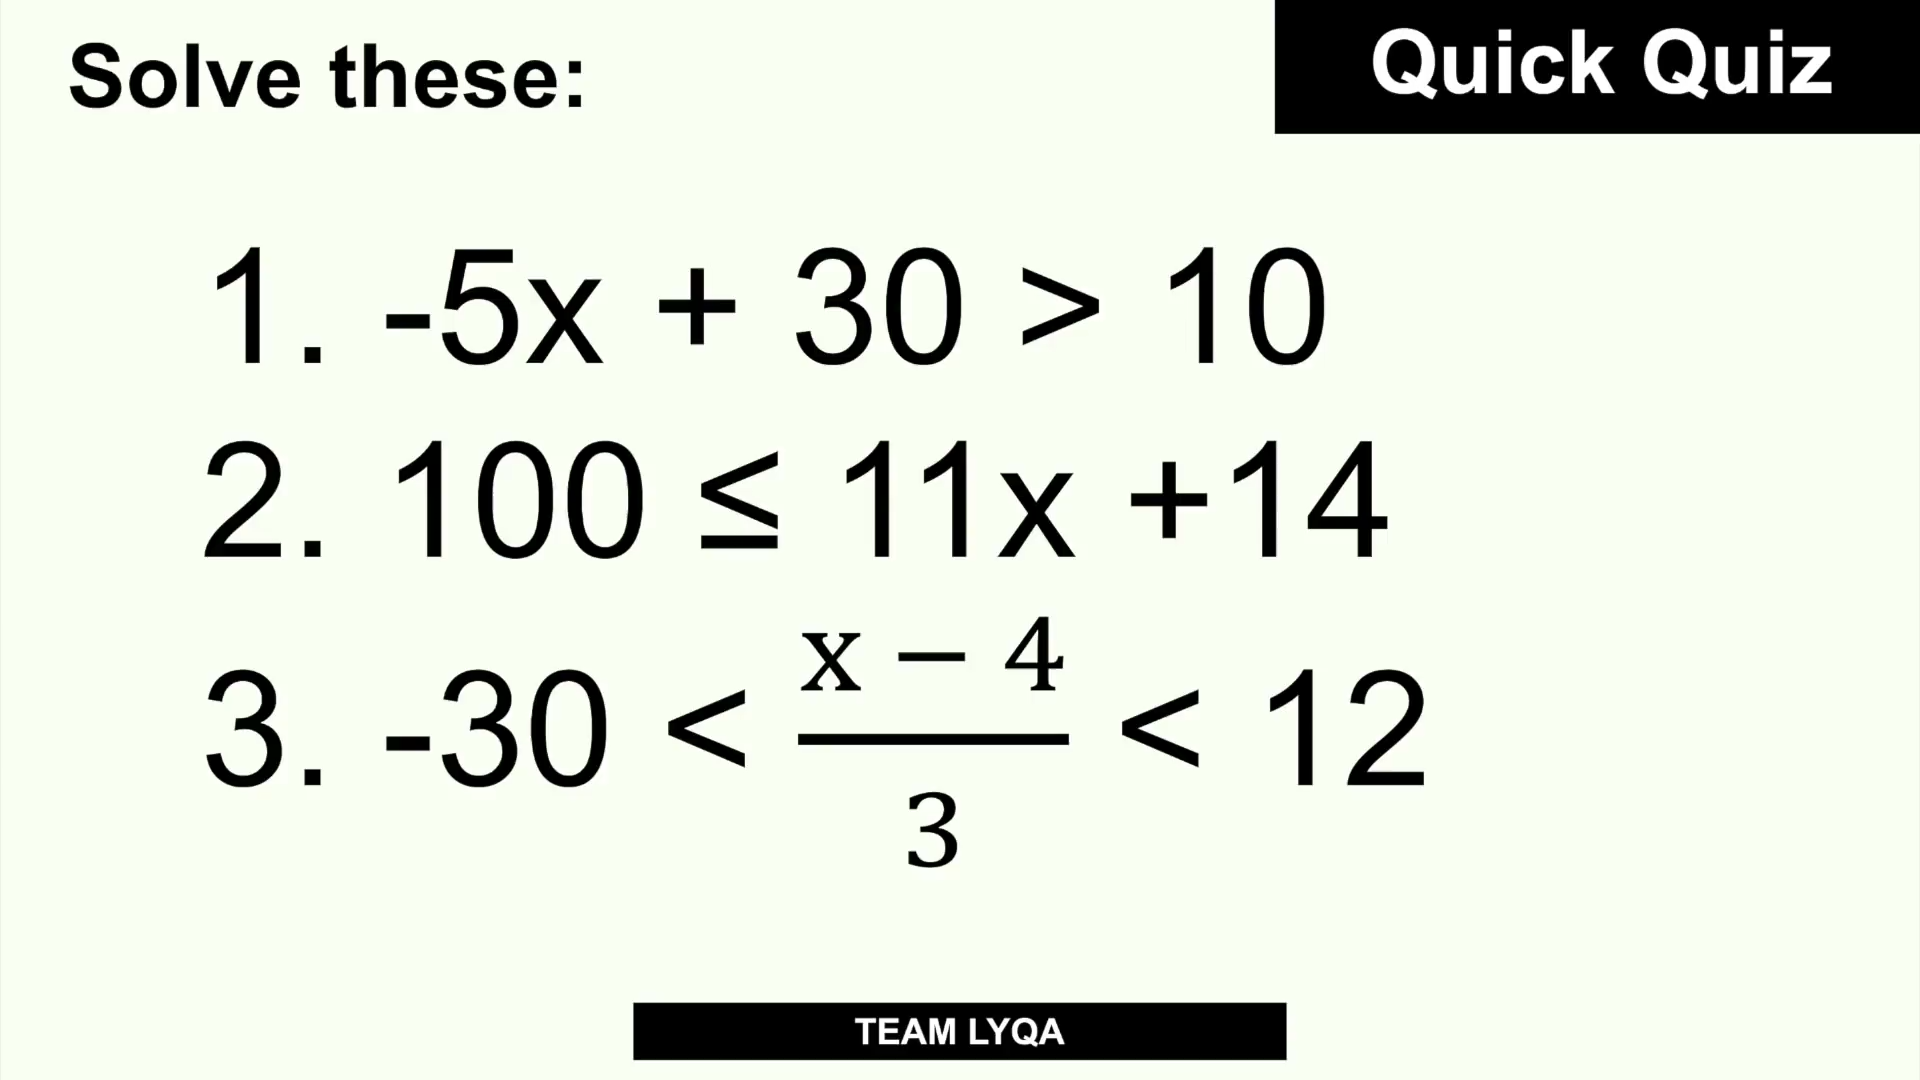 Solve these:
Quick Quiz
1. -5x + 30 > 10
2. 100 ≤ 11x +14
3. -30 < \frac{x − 4}{3} < 12
TEAM LYQA